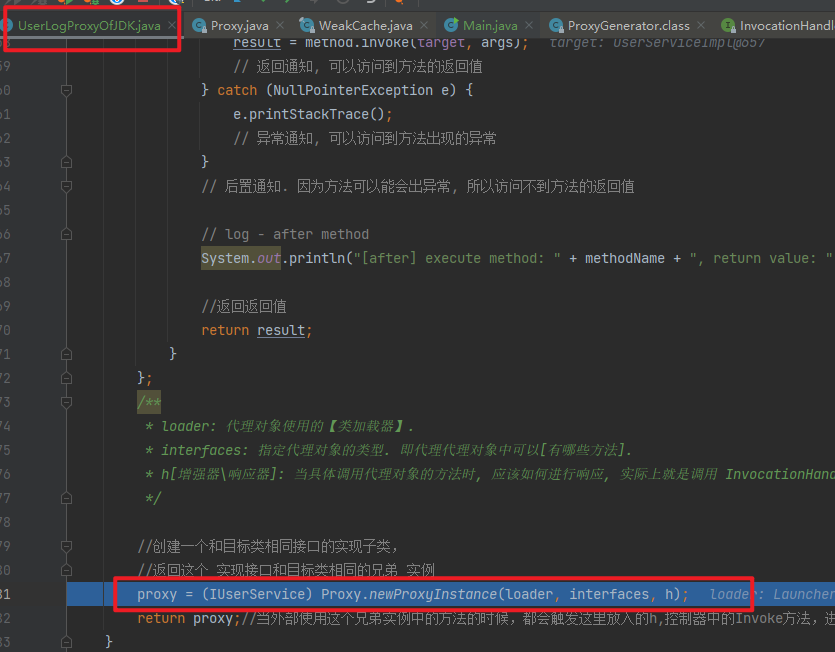 UserLogProxyOfJDK.java × Proxy.java × WeakCache.java × Main.java × ProxyGenerator.class × InvocationHandl
result = method.invoke(target, args); target: UserServiceImpl@657
59 // 返回通知, 可以访问到方法的返回值
60 } catch (NullPointerException e) {
61 e.printStackTrace();
62 // 异常通知, 可以访问到方法出现的异常
63 }
64 // 后置通知. 因为方法可以能会出异常, 所以访问不到方法的返回值
65
66 // log - after method
67 System.out.println("[after] execute method: " + methodName + ", return value: "
68
69 //返回返回值
70 return result;
71 }
72 };
73 /**
74 * loader: 代理对象使用的【类加载器】.
75 * interfaces: 指定代理对象的类型. 即代理代理对象中可以[有哪些方法].
76 * h[增强器\响应器]: 当具体调用代理对象的方法时, 应该如何进行响应, 实际上就是调用 InvocationHand
77 */
78
79 //创建一个和目标类相同接口的实现子类，
80 //返回这个 实现接口和目标类相同的兄弟 实例
81 proxy = (IUserService) Proxy.newProxyInstance(loader, interfaces, h); loader: Launcher
82 return proxy;//当外部使用这个兄弟实例中的方法的时候，都会触发这里放入的h,控制器中的Invoke方法，进
83 }